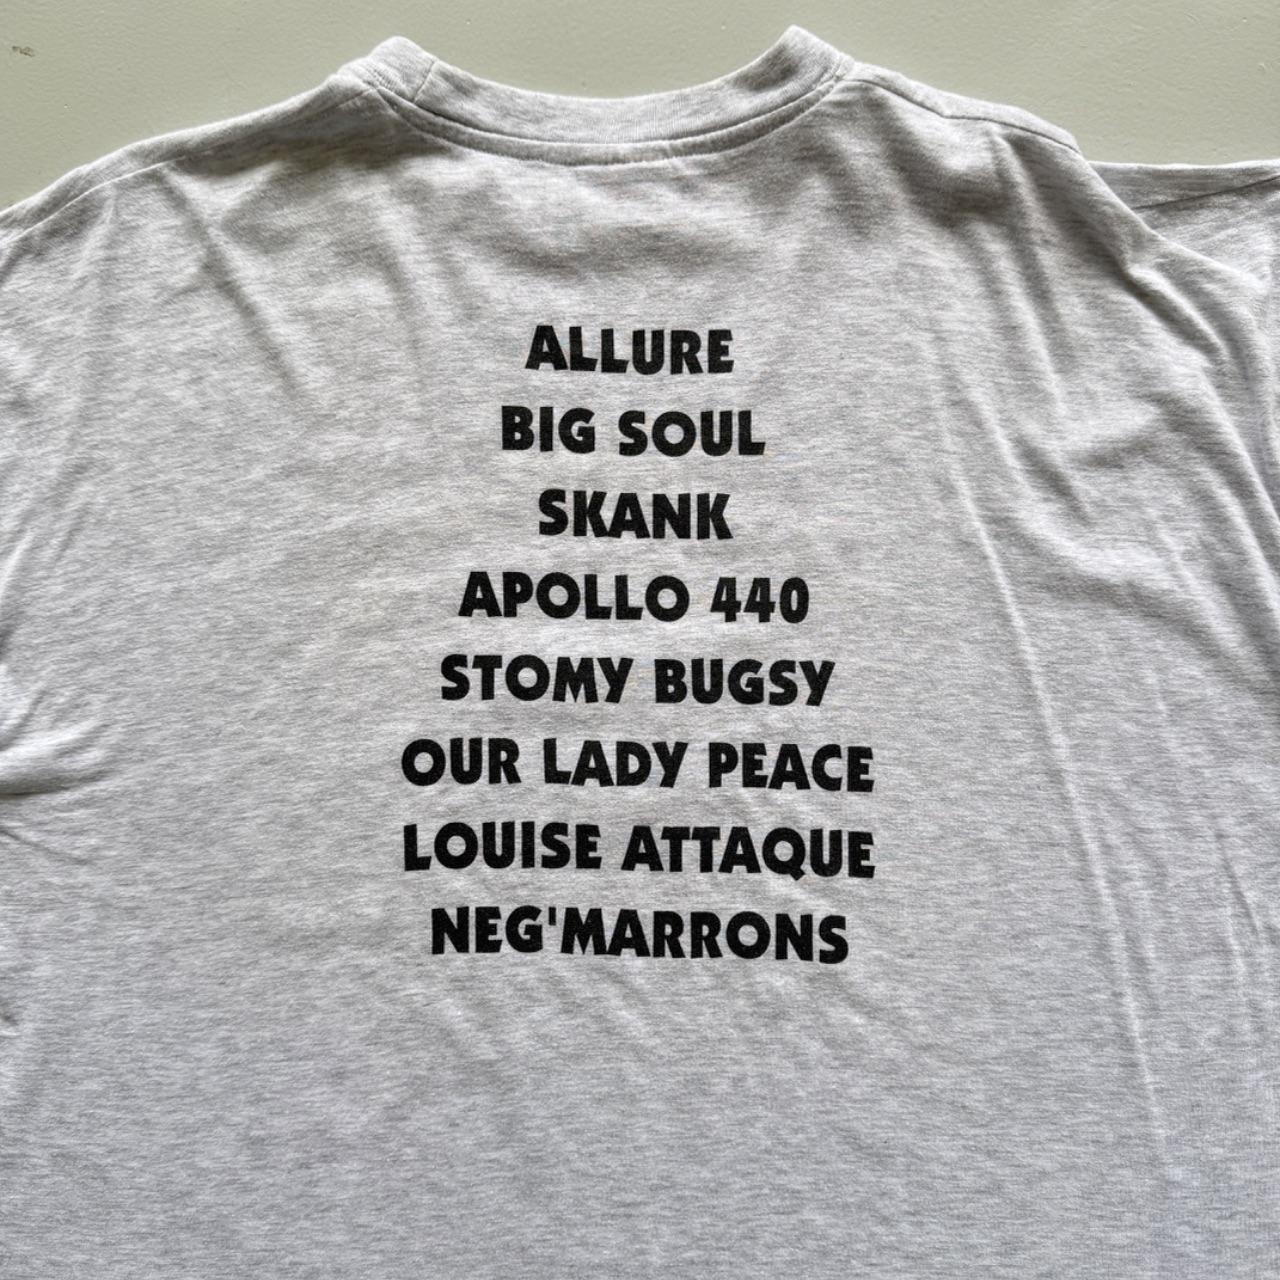 ALLURE
BIG SOUL
SKANK
APOLLO 440
STOMY BUGSY
OUR LADY PEACE
LOUISE ATTAQUE
NEG'MARRONS